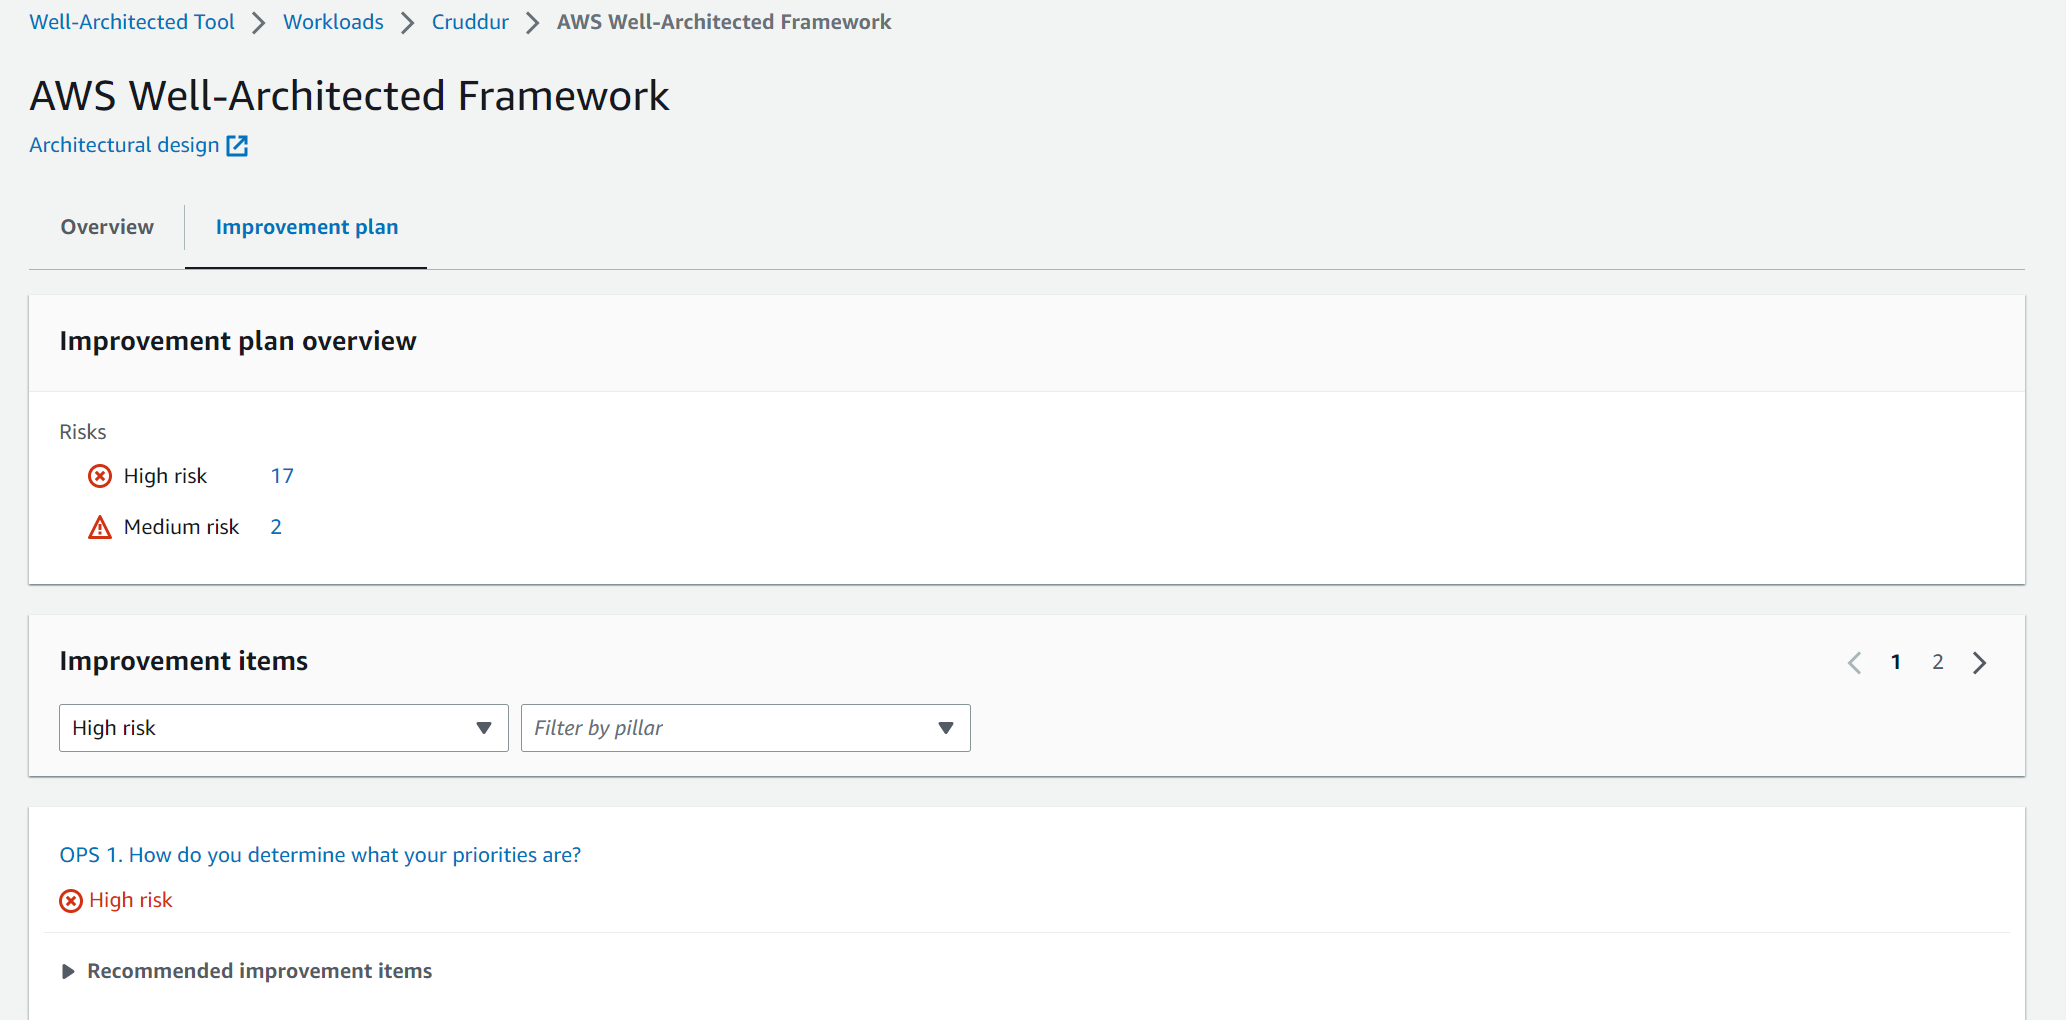 Well-Architected Tool > Workloads > Cruddur > AWS Well-Architected Framework
AWS Well-Architected Framework
Architectural design
Overview
Improvement plan
Improvement plan overview
Risks
High risk 17
Medium risk 2
Improvement items
1 2
High risk
Filter by pillar
OPS 1. How do you determine what your priorities are?
High risk
Recommended improvement items